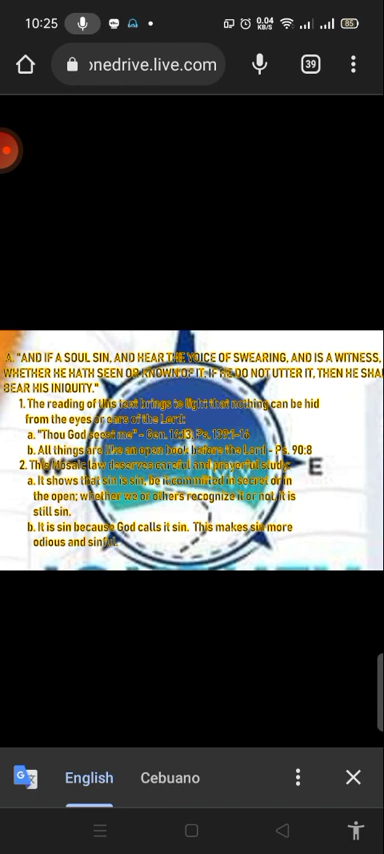 10:25
0.04
KB/S
85
onedrive.live.com
39
A. "AND IF A SOUL SIN, AND HEAR THE VOICE OF SWEARING, AND IS A WITNESS,
WHETHER HE HATH SEEN OR KNOWN OF IT; IF HE DO NOT UTTER IT, THEN HE SHA
BEAR HIS INIQUITY."
1. The reading of this text brings to light that nothing can be hid
from the eyes or ears of the Lord:
a. "Thou God seest me" - Gen. 16:13; Ps. 139:1-16
b. All things are like an open book before the Lord - Ps. 90:8
2. This Mosaic law deserves careful and prayerful study:
E
a. It shows that sin is sin, be it committed in secret or in
the open; whether we or others recognize it or not, it is
still sin.
b. It is sin because God calls it sin. This makes sin more
odious and sinful.
English
Cebuano